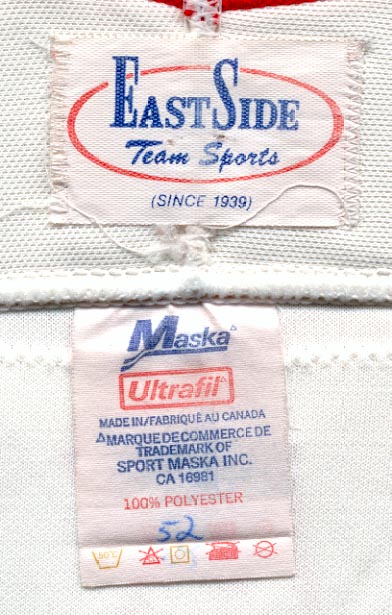 EASTSIDE
Team Sports
(SINCE 1939)
Maska
Ultrafil
MADE IN/FABRIQUÉ AU CANADA
△MARQUE DE COMMERCE DE
TRADEMARK OF
SPORT MASKA INC.
CA 16981
100% POLYESTER
52
50°C